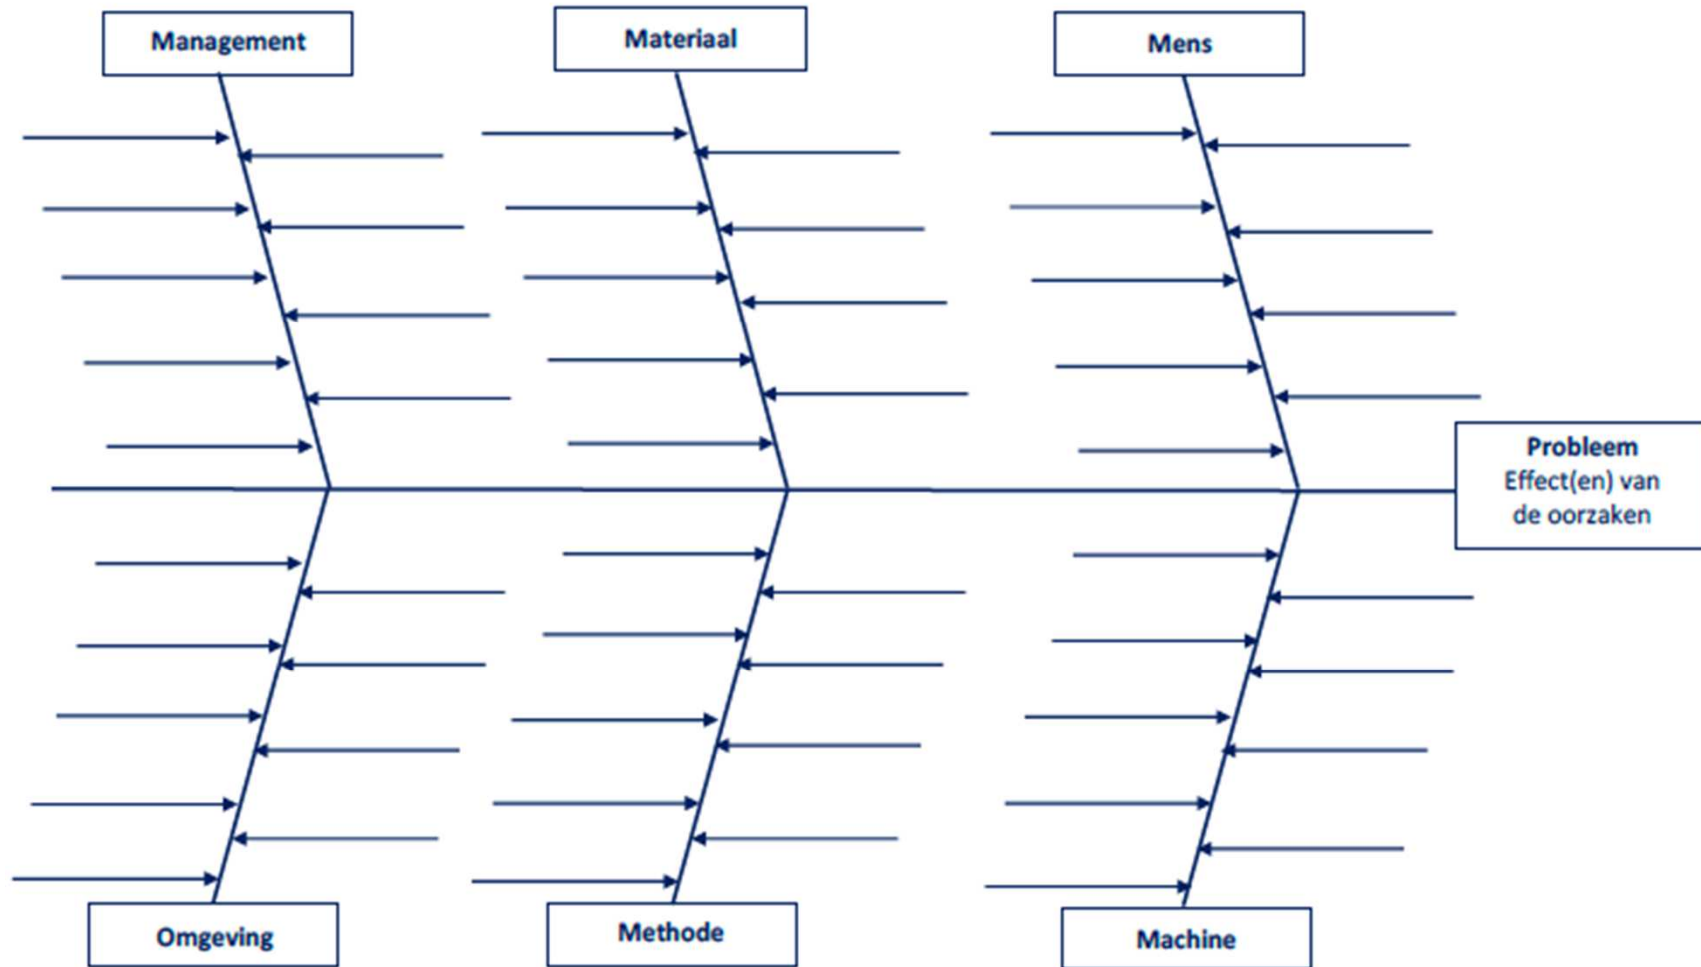 Management
Materiaal
Mens
Probleem
Effect(en) van
de oorzaken
Omgeving
Methode
Machine